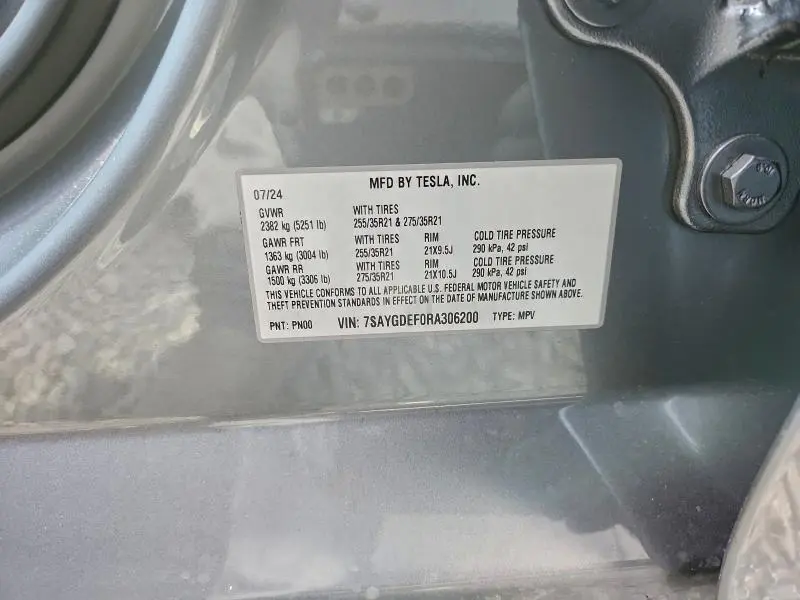 MFD BY TESLA, INC.
07/24
GVWR WITH TIRES
2382 kg (5251 lb) 255/35R21 & 275/35R21
GAWR FRT WITH TIRES RIM COLD TIRE PRESSURE
1363 kg (3004 lb) 255/35R21 21X9.5J 290 kPa, 42 psi
GAWR RR WITH TIRES RIM COLD TIRE PRESSURE
1500 kg (3306 lb) 275/35R21 21X10.5J 290 kPa, 42 psi
THIS VEHICLE CONFORMS TO ALL APPLICABLE U.S. FEDERAL MOTOR VEHICLE SAFETY AND
THEFT PREVENTION STANDARDS IN EFFECT ON THE DATE OF MANUFACTURE SHOWN ABOVE.
PNT: PN00 VIN: 7SAYGDEF0RA306200 TYPE: MPV